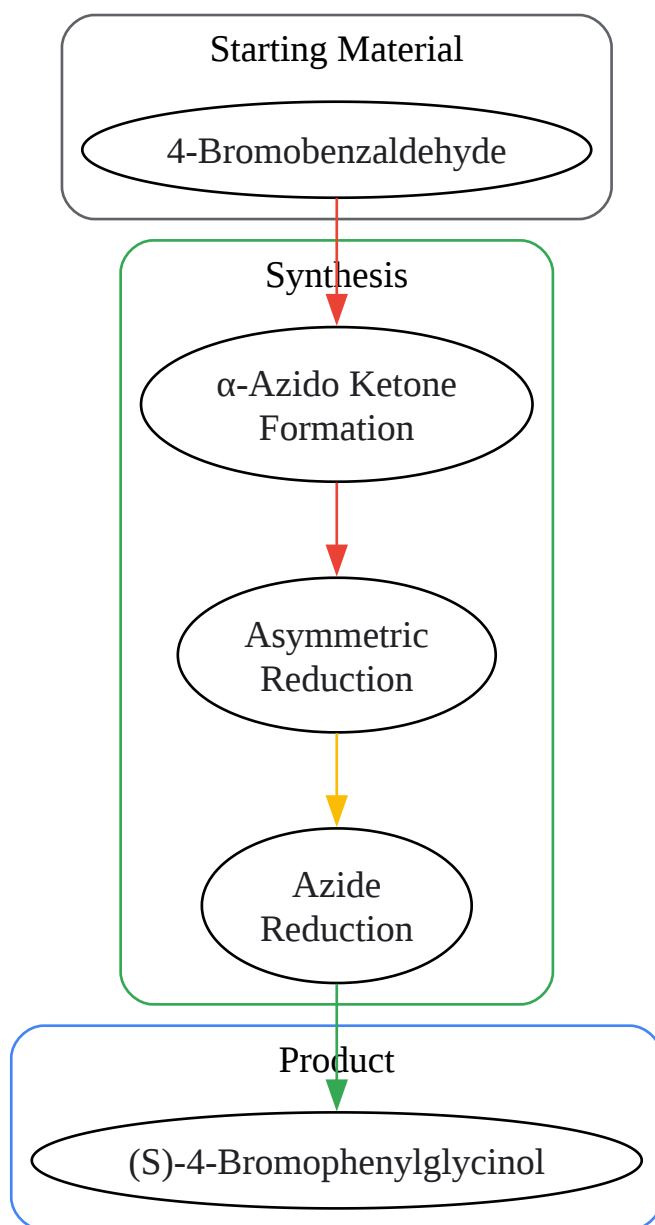 Starting Material
4-Bromobenzaldehyde
Synthesis
α-Azido Ketone
Formation
Asymmetric
Reduction
Azide
Reduction
Product
(S)-4-Bromophenylglycinol